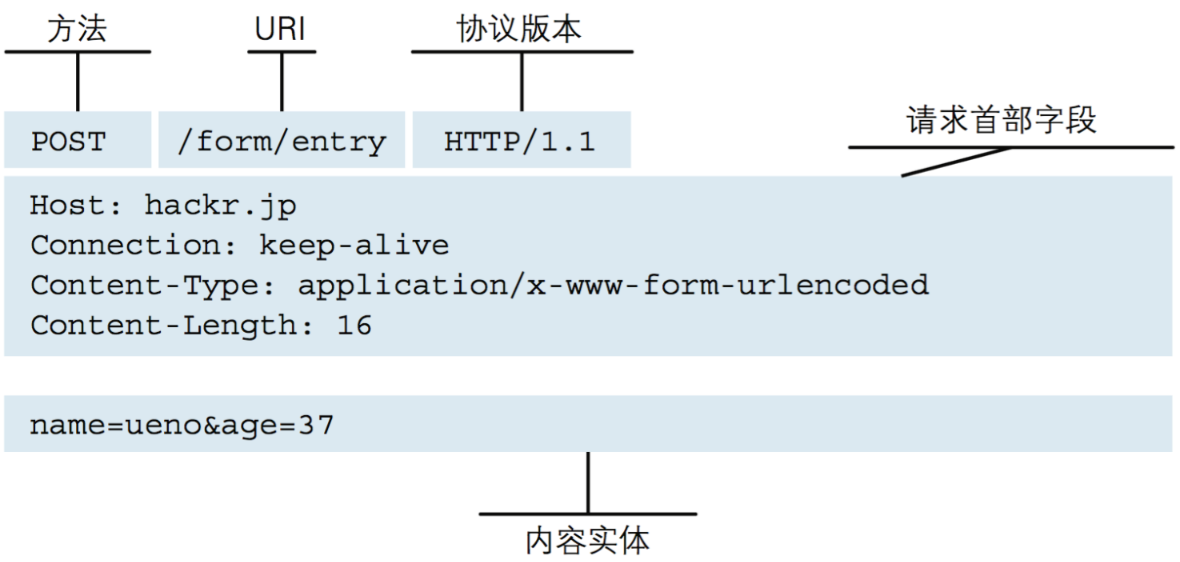 方法 URI 协议版本
请求首部字段
POST /form/entry HTTP/1.1
Host: hackr.jp
Connection: keep-alive
Content-Type: application/x-www-form-urlencoded
Content-Length: 16
name=ueno&age=37
内容实体